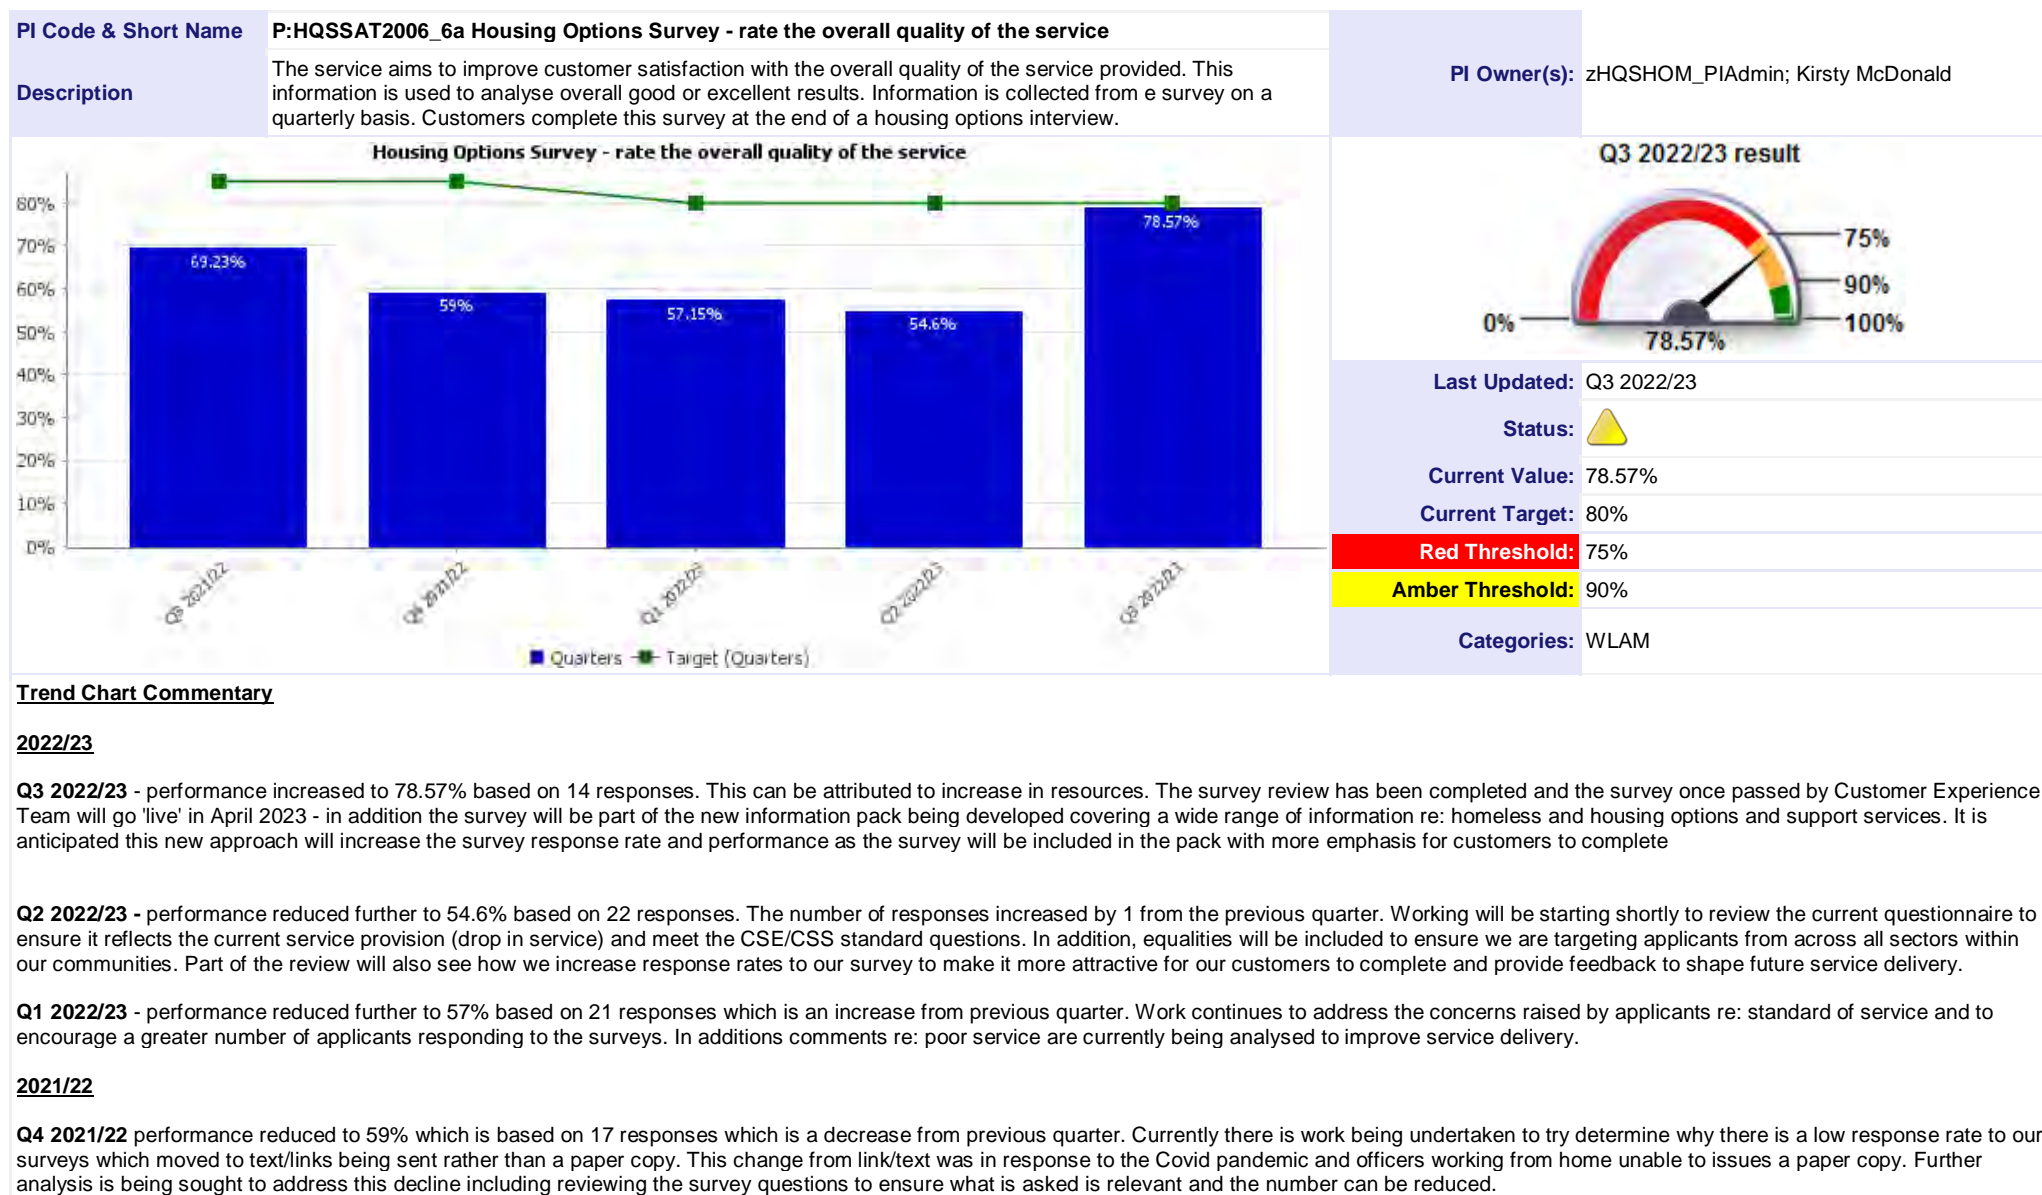 PI Code & Short Name
P:HQSSAT2006_6a Housing Options Survey - rate the overall quality of the service
PI Owner(s):
zHQSHOM_PIAdmin; Kirsty McDonald
Description
The service aims to improve customer satisfaction with the overall quality of the service provided. This
information is used to analyse overall good or excellent results. Information is collected from e survey on a
quarterly basis. Customers complete this survey at the end of a housing options interview.
Housing Options Survey - rate the overall quality of the service
80%
70%
60%
50%
40%
30%
20%
10%
0%
69.23%
59%
57.15%
54.6%
78.57%
Q3 2021/22
Q4 2021/22
Q1 2022/23
Q2 2022/23
Q3 2022/23
Quarters
Target (Quarters)
Q3 2022/23 result
75%
90%
100%
0%
78.57%
Last Updated: Q3 2022/23
Status:
Current Value: 78.57%
Current Target: 80%
Red Threshold: 75%
Amber Threshold: 90%
Categories: WLAM
Trend Chart Commentary
2022/23
Q3 2022/23 - performance increased to 78.57% based on 14 responses. This can be attributed to increase in resources. The survey review has been completed and the survey once passed by Customer Experience
Team will go 'live' in April 2023 - in addition the survey will be part of the new information pack being developed covering a wide range of information re: homeless and housing options and support services. It is
anticipated this new approach will increase the survey response rate and performance as the survey will be included in the pack with more emphasis for customers to complete
Q2 2022/23 - performance reduced further to 54.6% based on 22 responses. The number of responses increased by 1 from the previous quarter. Working will be starting shortly to review the current questionnaire to
ensure it reflects the current service provision (drop in service) and meet the CSE/CSS standard questions. In addition, equalities will be included to ensure we are targeting applicants from across all sectors within
our communities. Part of the review will also see how we increase response rates to our survey to make it more attractive for our customers to complete and provide feedback to shape future service delivery.
Q1 2022/23 - performance reduced further to 57% based on 21 responses which is an increase from previous quarter. Work continues to address the concerns raised by applicants re: standard of service and to
encourage a greater number of applicants responding to the surveys. In additions comments re: poor service are currently being analysed to improve service delivery.
2021/22
Q4 2021/22 performance reduced to 59% which is based on 17 responses which is a decrease from previous quarter. Currently there is work being undertaken to try determine why there is a low response rate to our
surveys which moved to text/links being sent rather than a paper copy. This change from link/text was in response to the Covid pandemic and officers working from home unable to issues a paper copy. Further
analysis is being sought to address this decline including reviewing the survey questions to ensure what is asked is relevant and the number can be reduced.